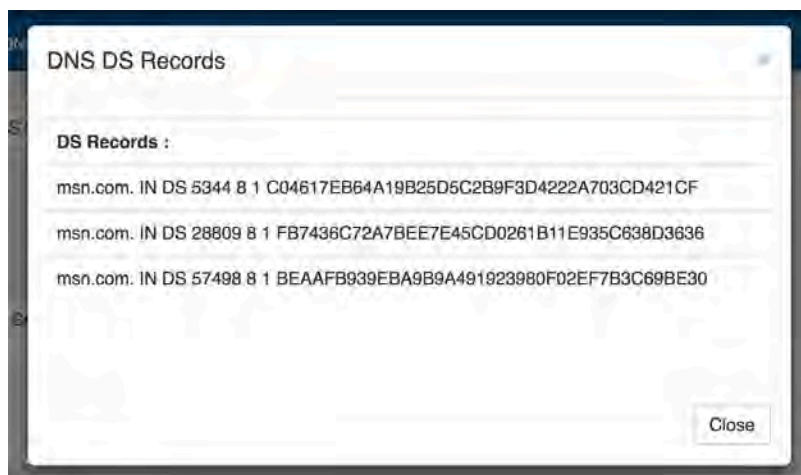 DNS DS Records
×
DS Records :
msn.com. IN DS 5344 8 1 C04617EB64A19B25D5C2B9F3D4222A703CD421CF
msn.com. IN DS 28809 8 1 FB7436C72A7BEE7E45CD0261B11E935C638D3636
msn.com. IN DS 57498 8 1 BEAAFB939EBA9B9A491923980F02EF7B3C69BE30
Close